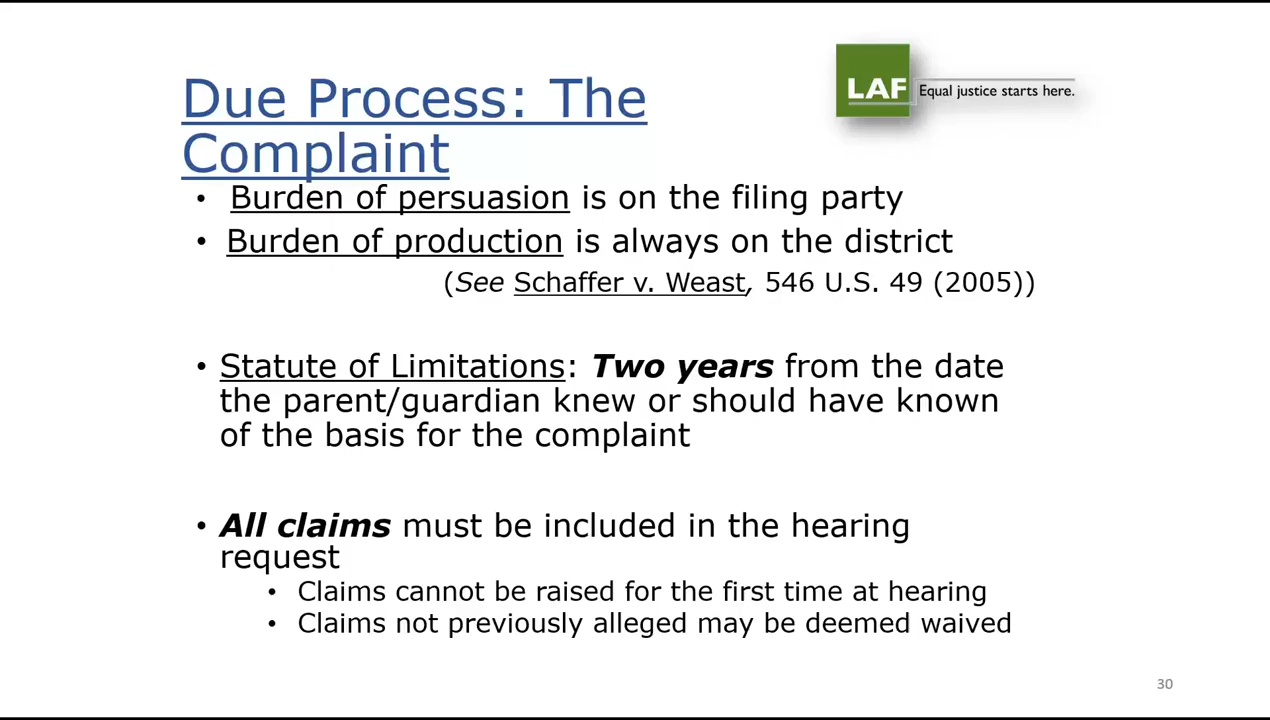 LAF Equal justice starts here.
Due Process: The
Complaint
• Burden of persuasion is on the filing party
• Burden of production is always on the district
(See Schaffer v. Weast, 546 U.S. 49 (2005))
• Statute of Limitations: Two years from the date
the parent/guardian knew or should have known
of the basis for the complaint
• All claims must be included in the hearing
request
• Claims cannot be raised for the first time at hearing
• Claims not previously alleged may be deemed waived
30